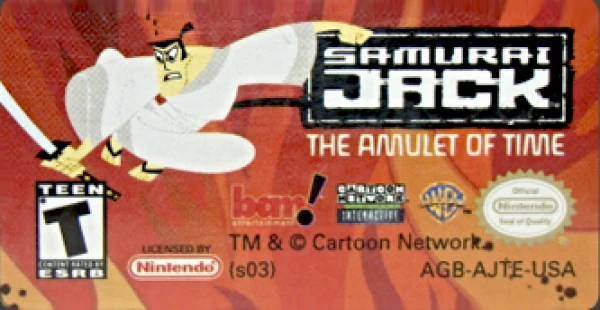 SAMURAI
JACK
THE AMULET OF TIME
TEEN
T
CONTENT RATED BY
ESRB
bam!
entertainment
CARTOON
NETWORK
INTERACTIVE
WB
Official
Nintendo
Seal of Quality
LICENSED BY
Nintendo
TM & © Cartoon Network.
(s03)
AGB-AJTE-USA